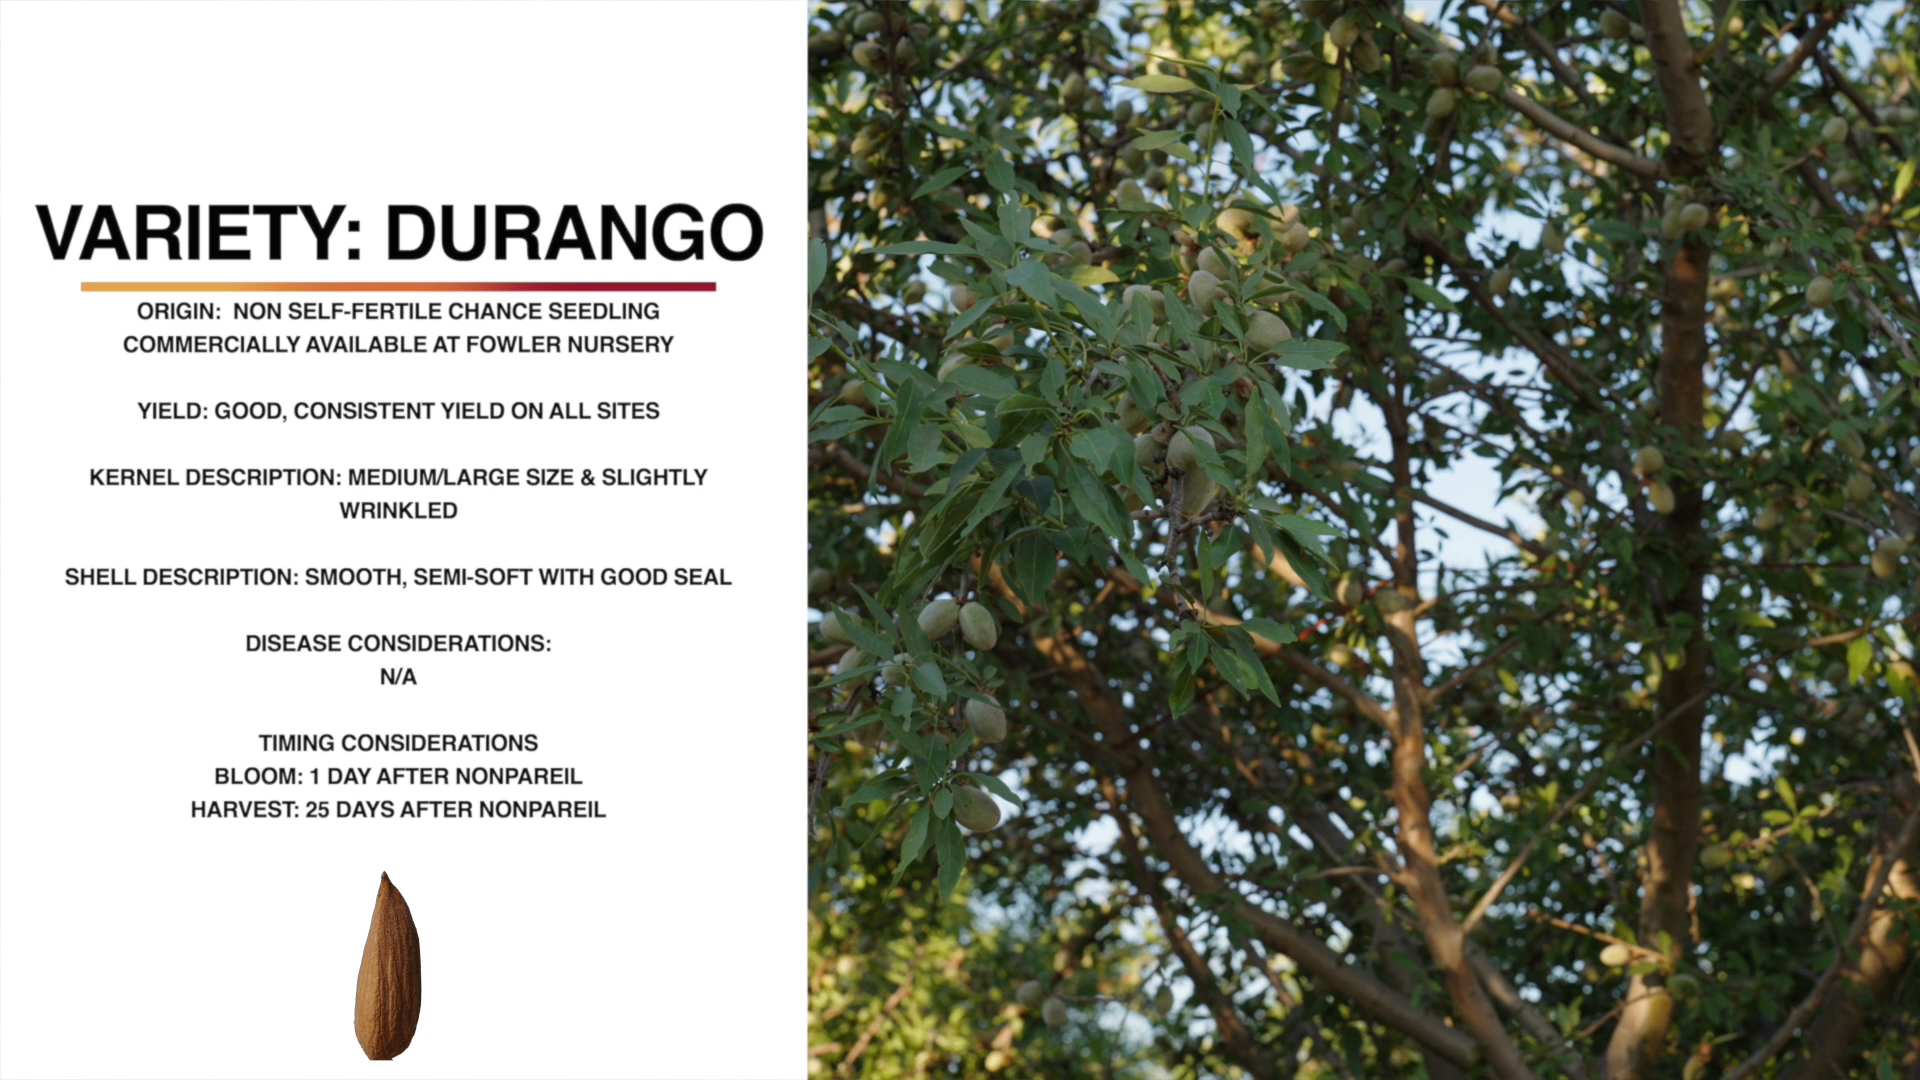 VARIETY: DURANGO
ORIGIN:  NON SELF-FERTILE CHANCE SEEDLING
COMMERCIALLY AVAILABLE AT FOWLER NURSERY
YIELD: GOOD, CONSISTENT YIELD ON ALL SITES
KERNEL DESCRIPTION: MEDIUM/LARGE SIZE & SLIGHTLY
WRINKLED
SHELL DESCRIPTION: SMOOTH, SEMI-SOFT WITH GOOD SEAL
DISEASE CONSIDERATIONS:
N/A
TIMING CONSIDERATIONS
BLOOM: 1 DAY AFTER NONPAREIL
HARVEST: 25 DAYS AFTER NONPAREIL